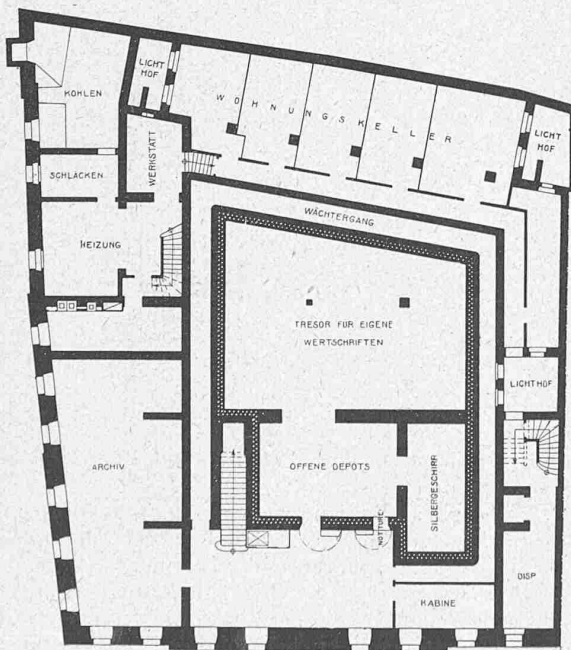 LICHT
HOF
KOHLEN
WOHNUNGSKELLER
LICHT
HOF
WERKSTATT
SCHLACKEN
WÄCHTERGANG
HEIZUNG
TRESOR FÜR EIGENE
WERTSCHRIFTEN
LICHTHOF
ARCHIV
OFFENE DEPOTS
SILBERGESCHIRR
NOTTÜRE
DISP
KABINE